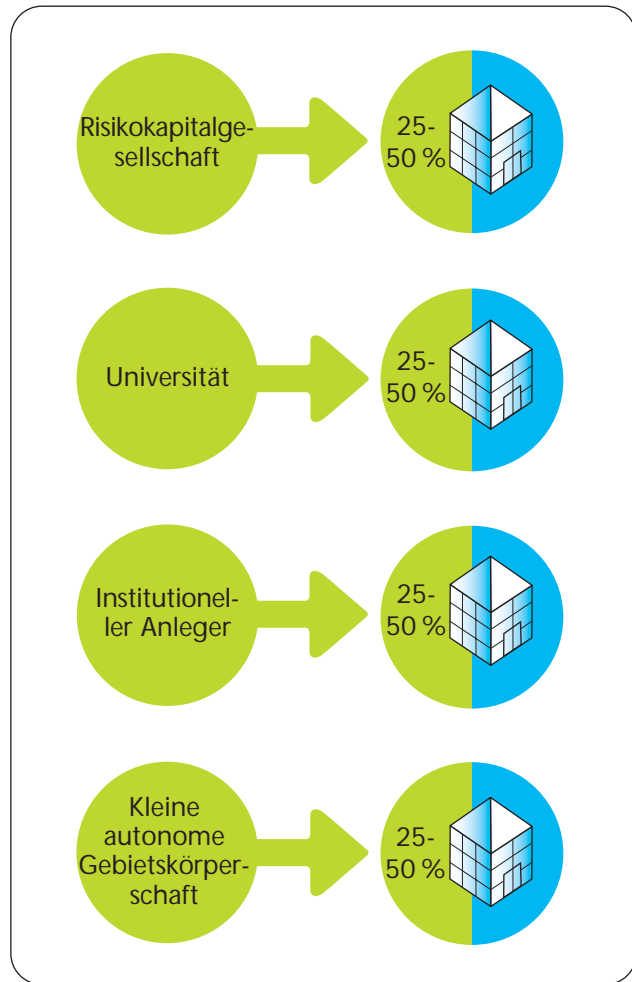 Risikokapitalge-
sellschaft
25-
50 %
Universität
25-
50 %
Institutionel-
ler Anleger
25-
50 %
Kleine
autonome
Gebietskörper-
schaft
25-
50 %